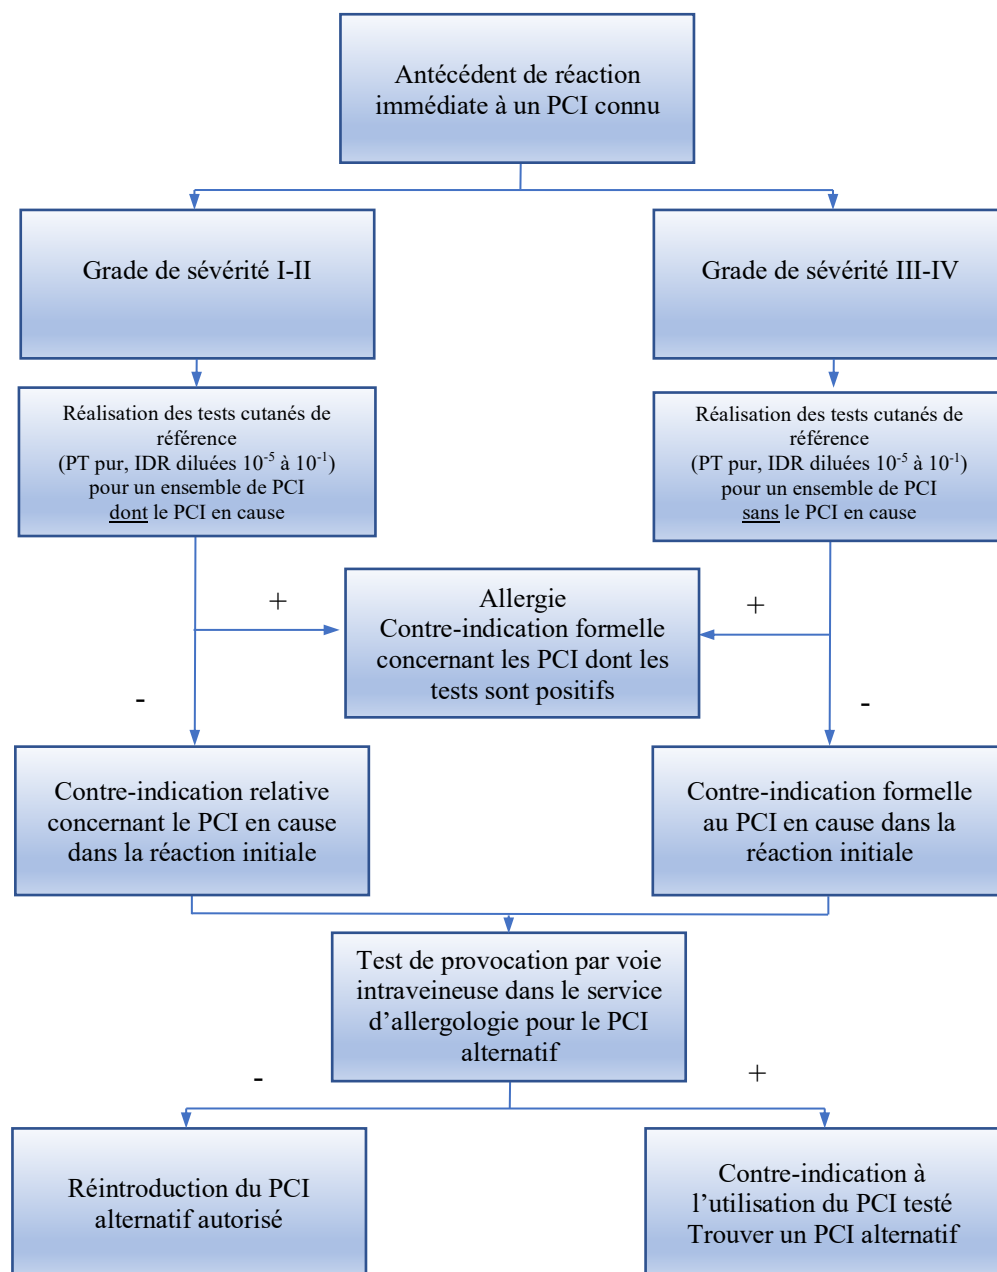 Antécédent de réaction
immédiate à un PCI connu
Grade de sévérité I-II
Grade de sévérité III-IV
Réalisation des tests cutanés de
référence
(PT pur, IDR diluées 10⁻⁵ à 10⁻¹)
pour un ensemble de PCI
dont le PCI en cause
Réalisation des tests cutanés de
référence
(PT pur, IDR diluées 10⁻⁵ à 10⁻¹)
pour un ensemble de PCI
sans le PCI en cause
+
Allergie
Contre-indication formelle
concernant les PCI dont les
tests sont positifs
+
-
-
Contre-indication relative
concernant le PCI en cause
dans la réaction initiale
Contre-indication formelle
au PCI en cause dans la
réaction initiale
Test de provocation par voie
intraveineuse dans le service
d’allergologie pour le PCI
alternatif
-
+
Réintroduction du PCI
alternatif autorisé
Contre-indication à
l’utilisation du PCI testé
Trouver un PCI alternatif